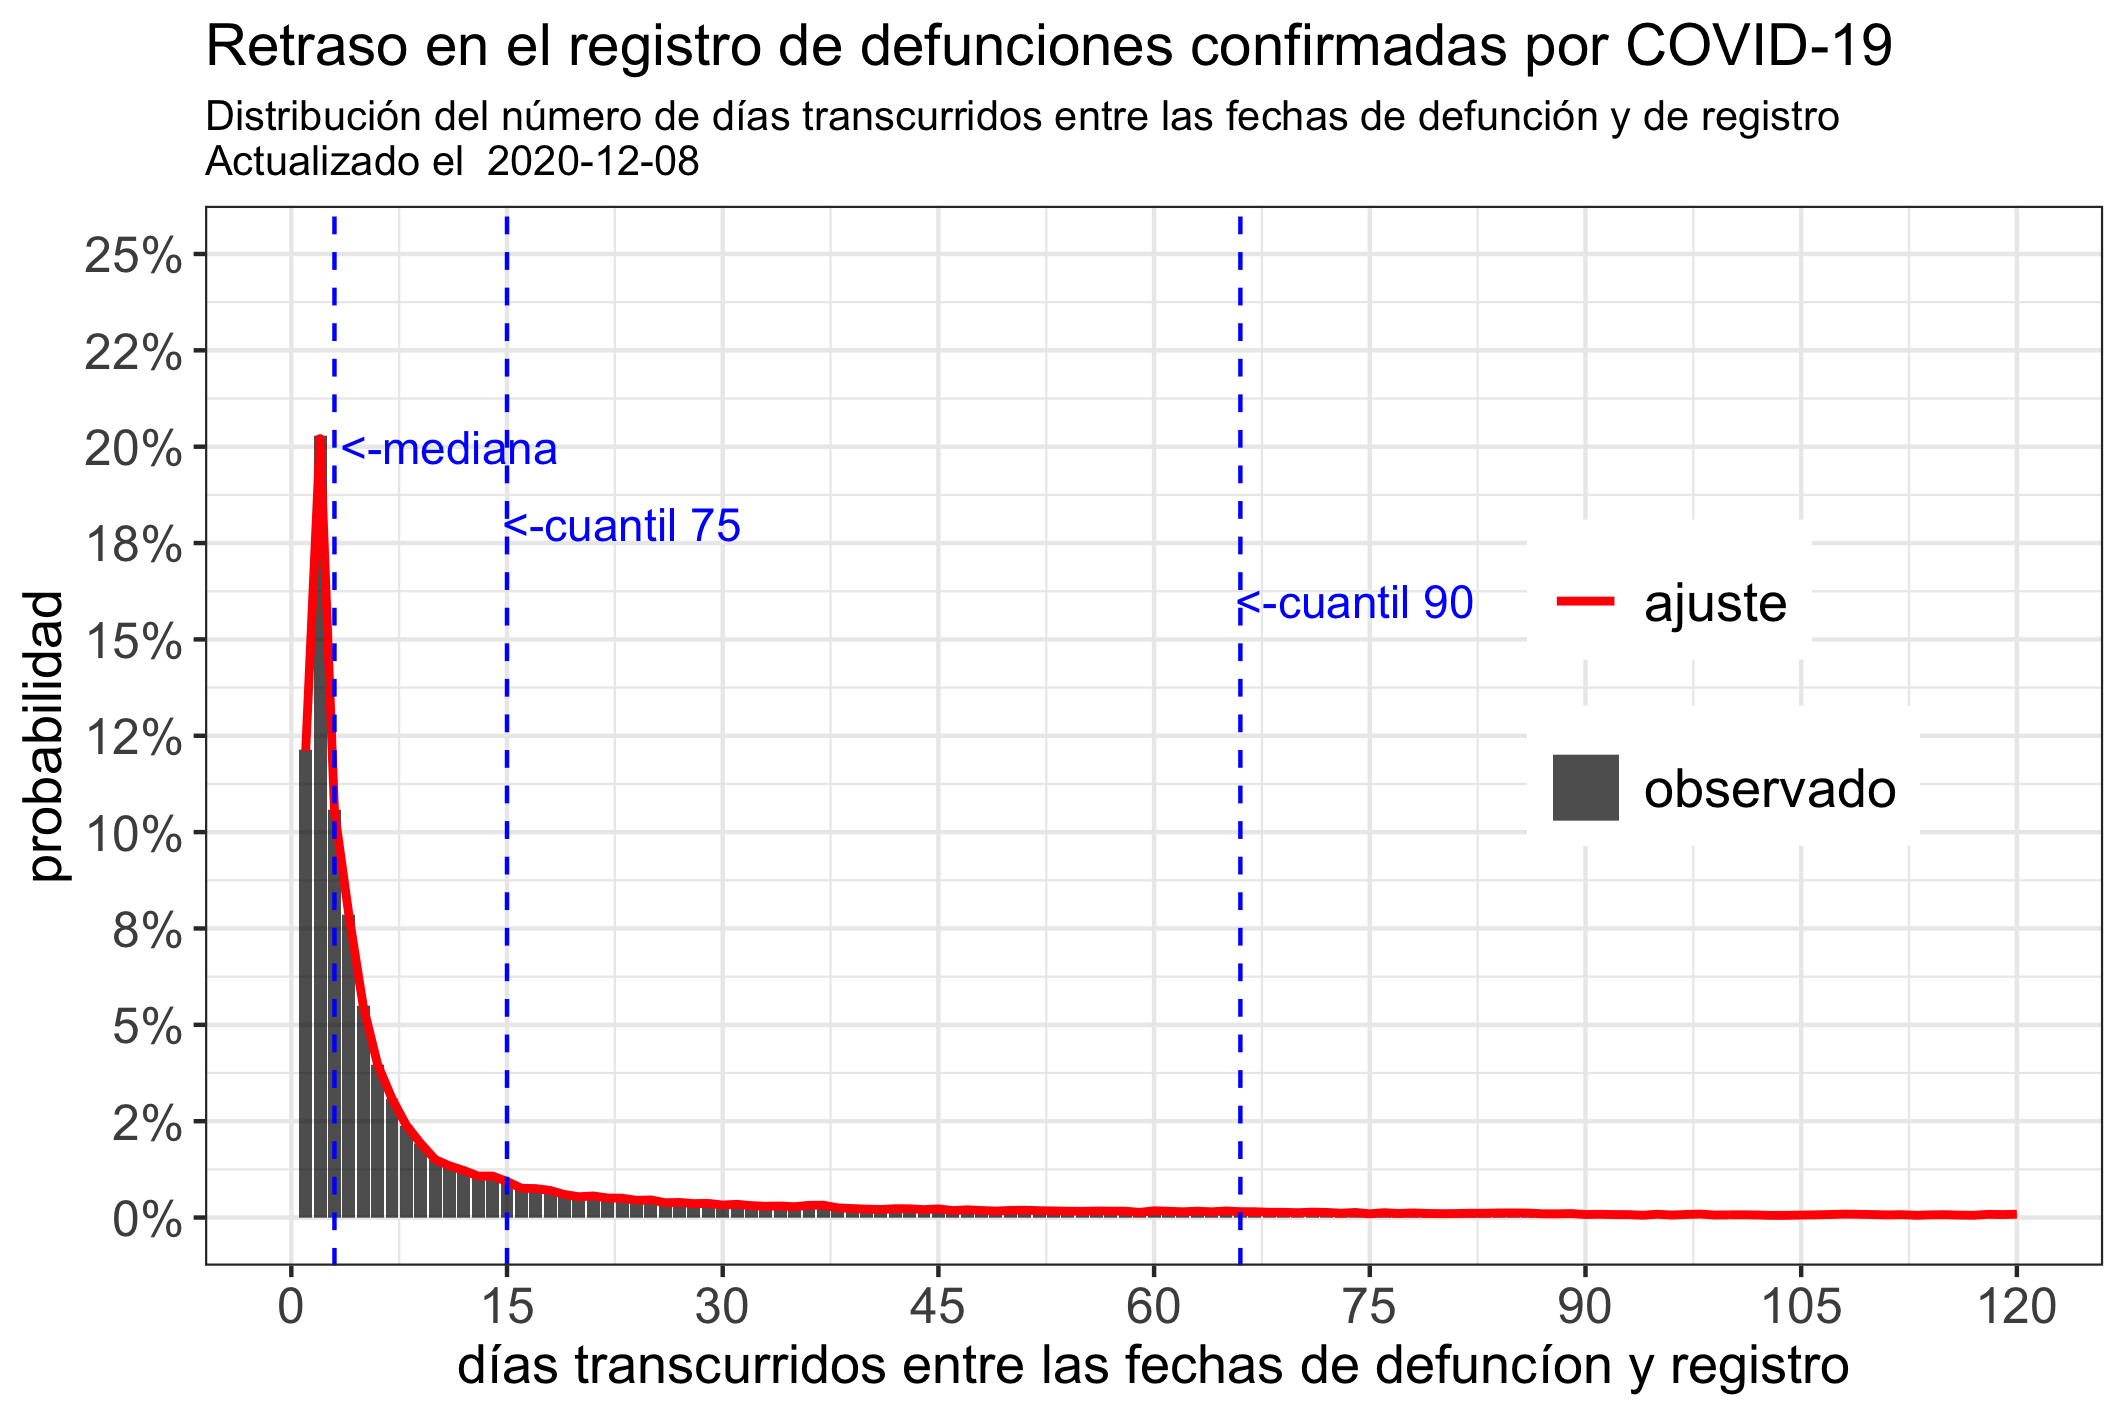 Retraso en el registro de defunciones confirmadas por COVID-19
Distribución del número de días transcurridos entre las fechas de defunción y de registro
Actualizado el  2020-12-08
probabilidad
25%
22%
20%
18%
15%
12%
10%
8%
5%
2%
0%
<-mediana
<-cuantil 75
<-cuantil 90
ajuste
observado
0 15 30 45 60 75 90 105 120
días transcurridos entre las fechas de defuncíon y registro